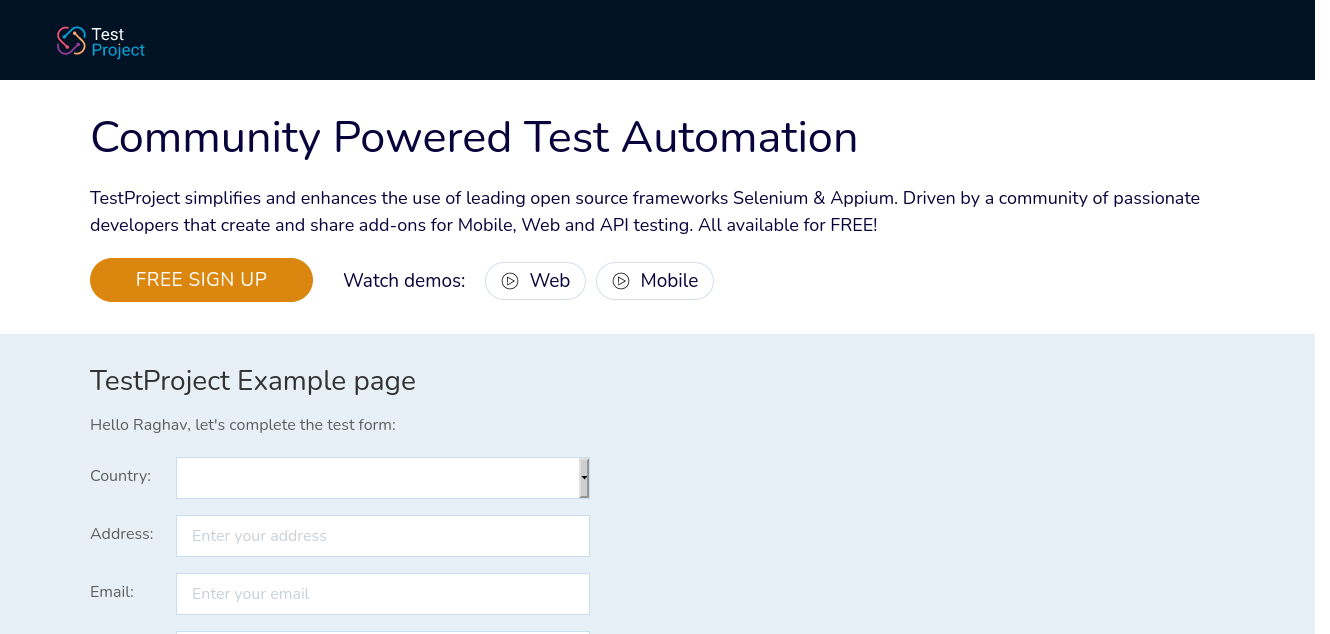 Test
Project
Community Powered Test Automation
TestProject simplifies and enhances the use of leading open source frameworks Selenium & Appium. Driven by a community of passionate
developers that create and share add-ons for Mobile, Web and API testing. All available for FREE!
FREE SIGN UP Watch demos: Web Mobile
TestProject Example page
Hello Raghav, let's complete the test form:
Country:
Address: Enter your address
Email: Enter your email